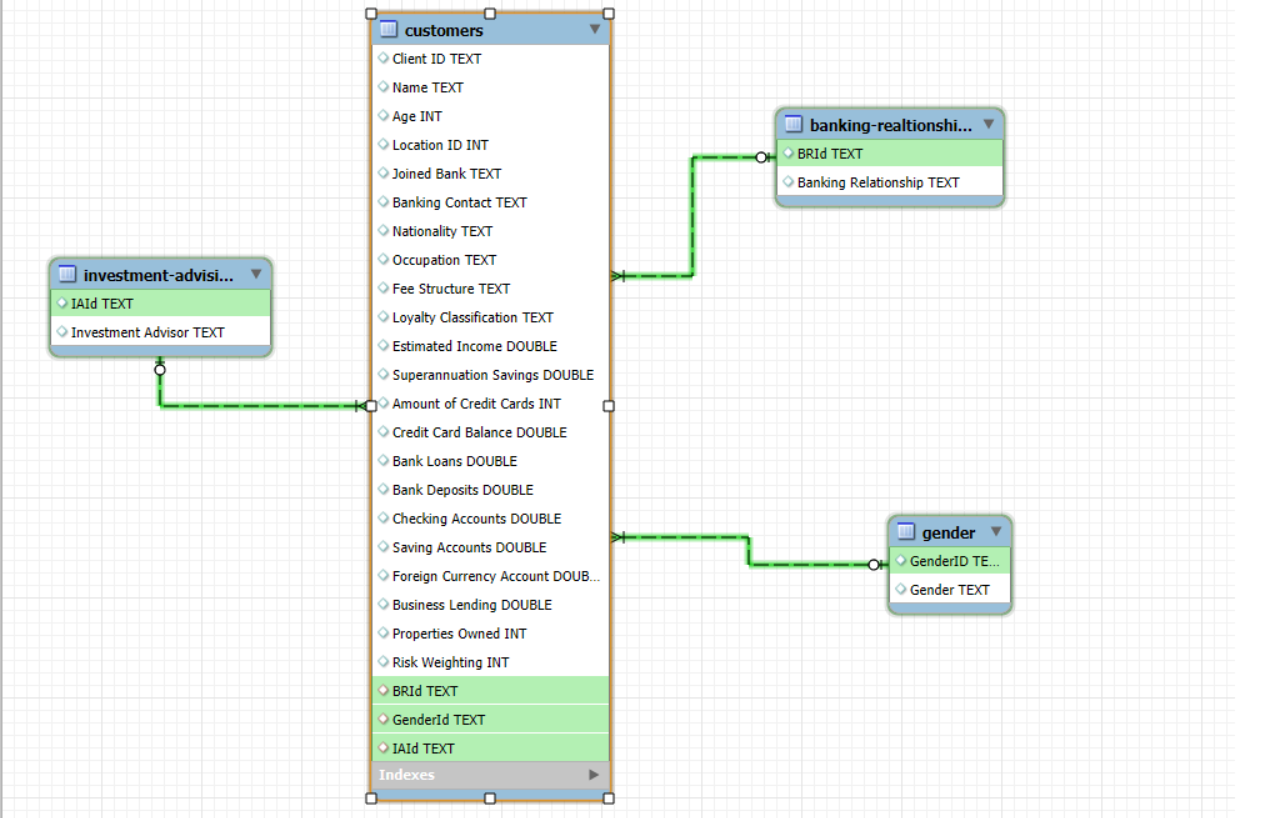 customers
Client ID TEXT
Name TEXT
Age INT
Location ID INT
Joined Bank TEXT
Banking Contact TEXT
Nationality TEXT
Occupation TEXT
Fee Structure TEXT
Loyalty Classification TEXT
Estimated Income DOUBLE
Superannuation Savings DOUBLE
Amount of Credit Cards INT
Credit Card Balance DOUBLE
Bank Loans DOUBLE
Bank Deposits DOUBLE
Checking Accounts DOUBLE
Saving Accounts DOUBLE
Foreign Currency Account DOUB...
Business Lending DOUBLE
Properties Owned INT
Risk Weighting INT
BRId TEXT
GenderId TEXT
IAId TEXT
Indexes
banking-realtionshi...
BRId TEXT
Banking Relationship TEXT
investment-advisi...
IAId TEXT
Investment Advisor TEXT
gender
GenderID TE...
Gender TEXT